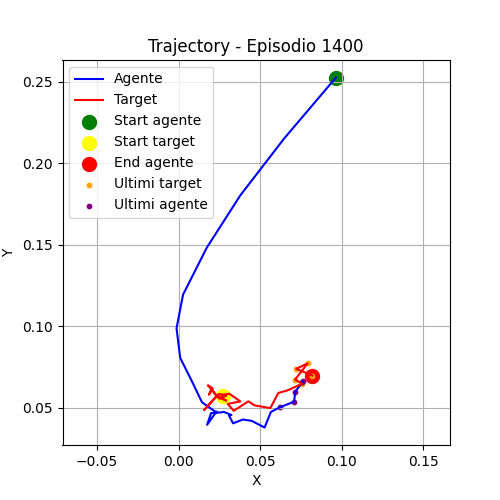 Trajectory - Episodio 1400
Agente
Target
Start agente
Start target
End agente
Ultimi target
Ultimi agente
Y
0.25
0.20
0.15
0.10
0.05
−0.05
0.00
0.05
0.10
0.15
X